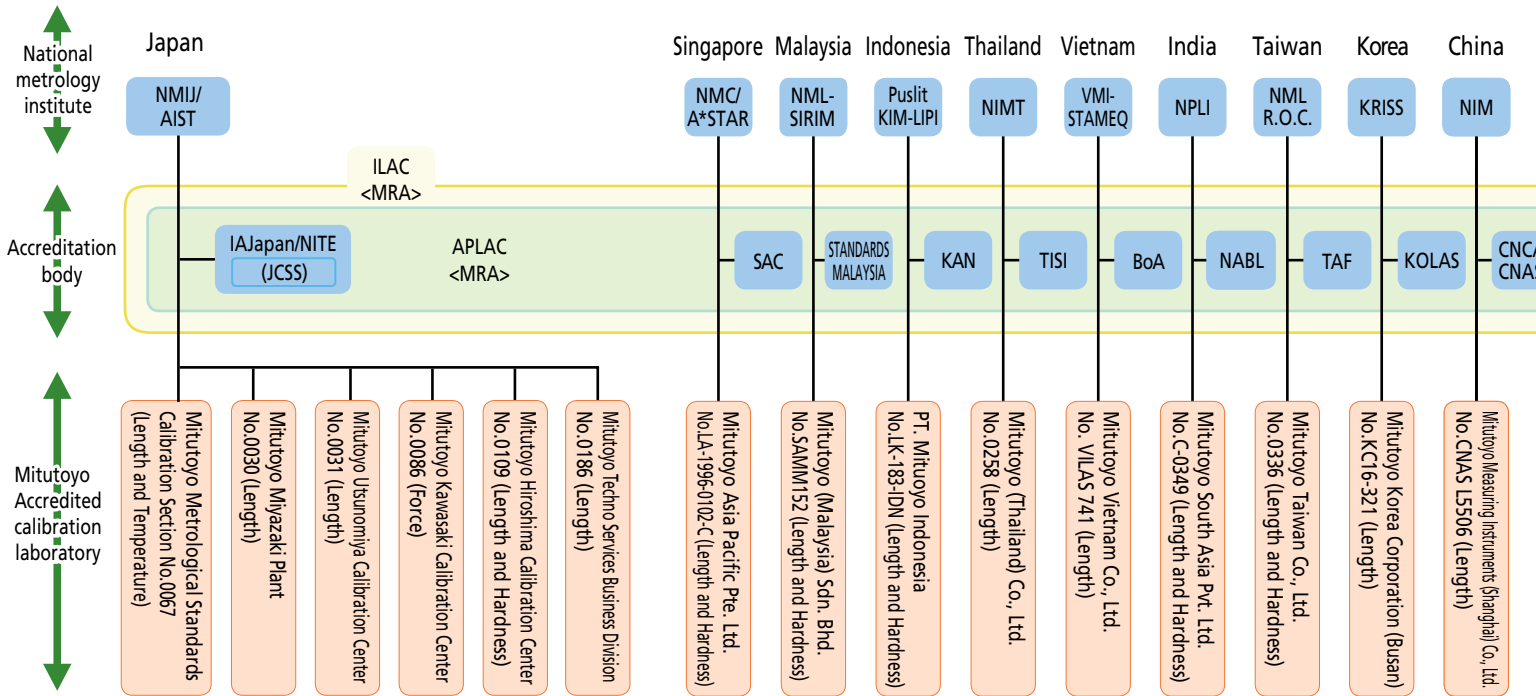 National
metrology
institute
Japan
Singapore
Malaysia
Indonesia
Thailand
Vietnam
India
Taiwan
Korea
China
NMIJ/
AIST
NMC/
A*STAR
NML-
SIRIM
Puslit
KIM-LIPI
NIMT
VMI-
STAMEQ
NPLI
NML
R.O.C.
KRISS
NIM
ILAC
<MRA>
Accreditation
body
IAJapan/NITE
(JCSS)
APLAC
<MRA>
SAC
STANDARDS
MALAYSIA
KAN
TISI
BoA
NABL
TAF
KOLAS
CNCA
CNAS
Mitutoyo
Accredited
calibration
laboratory
Mitutoyo Metrological Standards
Calibration Section No.0067
(Length and Temperature)
Mitutoyo Miyazaki Plant
No.0030 (Length)
Mitutoyo Utsunomiya Calibration Center
No.0031 (Length)
Mitutoyo Kawasaki Calibration Center
No.0086 (Force)
Mitutoyo Hiroshima Calibration Center
No.0109 (Length and Hardness)
Mitutoyo Techno Services Business Division
No.0186 (Length)
Mitutoyo Asia Pacific Pte. Ltd.
No.LA-1996-0102-C (Length and Hardness)
Mitutoyo (Malaysia) Sdn. Bhd.
No.SAMM152 (Length and Hardness)
PT. Mituoyo Indonesia
No.LK-183-IDN (Length and Hardness)
Mitutoyo (Thailand) Co., Ltd.
No.0258 (Length)
Mitutoyo Vietnam Co., Ltd.
No. VILAS 741 (Length)
Mitutoyo South Asia Pvt. Ltd.
No.C-0349 (Length and Hardness)
Mitutoyo Taiwan Co., Ltd.
No.0336 (Length and Hardness)
Mitutoyo Korea Corporation (Busan)
No.KC16-321 (Length)
Mitutoyo Measuring Instruments (Shanghai) Co., Ltd
No.CNAS L5506 (Length)